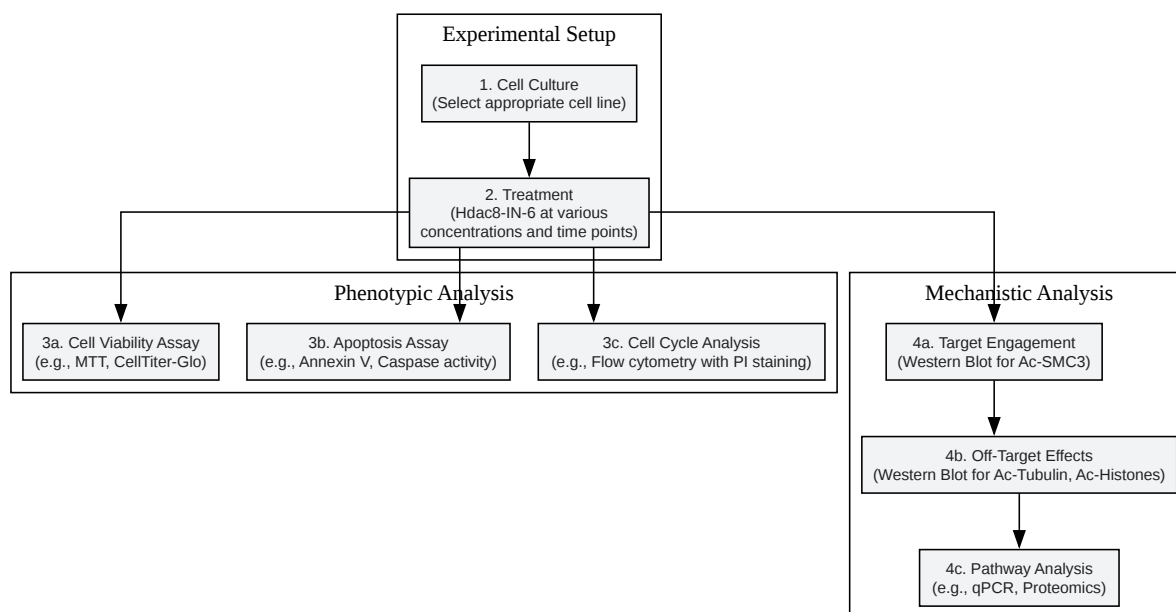 Experimental Setup
1. Cell Culture
(Select appropriate cell line)
2. Treatment
(Hdac8-IN-6 at various
concentrations and time points)
Phenotypic Analysis
3a. Cell Viability Assay
(e.g., MTT, CellTiter-Glo)
3b. Apoptosis Assay
(e.g., Annexin V, Caspase activity)
3c. Cell Cycle Analysis
(e.g., Flow cytometry with PI staining)
Mechanistic Analysis
4a. Target Engagement
(Western Blot for Ac-SMC3)
4b. Off-Target Effects
(Western Blot for Ac-Tubulin, Ac-Histones)
4c. Pathway Analysis
(e.g., qPCR, Proteomics)